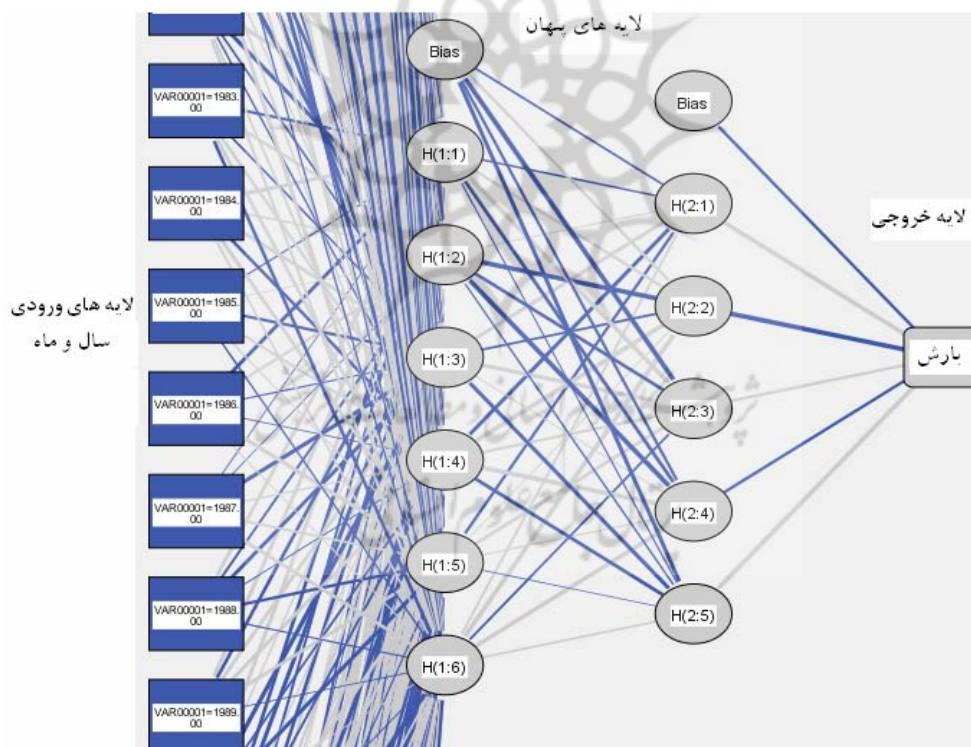 لایه های پنهان
Bias
VAR00001=1983.
00
Bias
H(1:1)
VAR00001=1984.
00
H(2:1)
لایه خروجی
H(1:2)
VAR00001=1985.
00
لایه های ورودی
سال و ماه
H(2:2)
بارش
H(1:3)
VAR00001=1986.
00
H(2:3)
H(1:4)
VAR00001=1987.
00
H(2:4)
H(1:5)
VAR00001=1988.
00
H(2:5)
H(1:6)
VAR00001=1989.
00